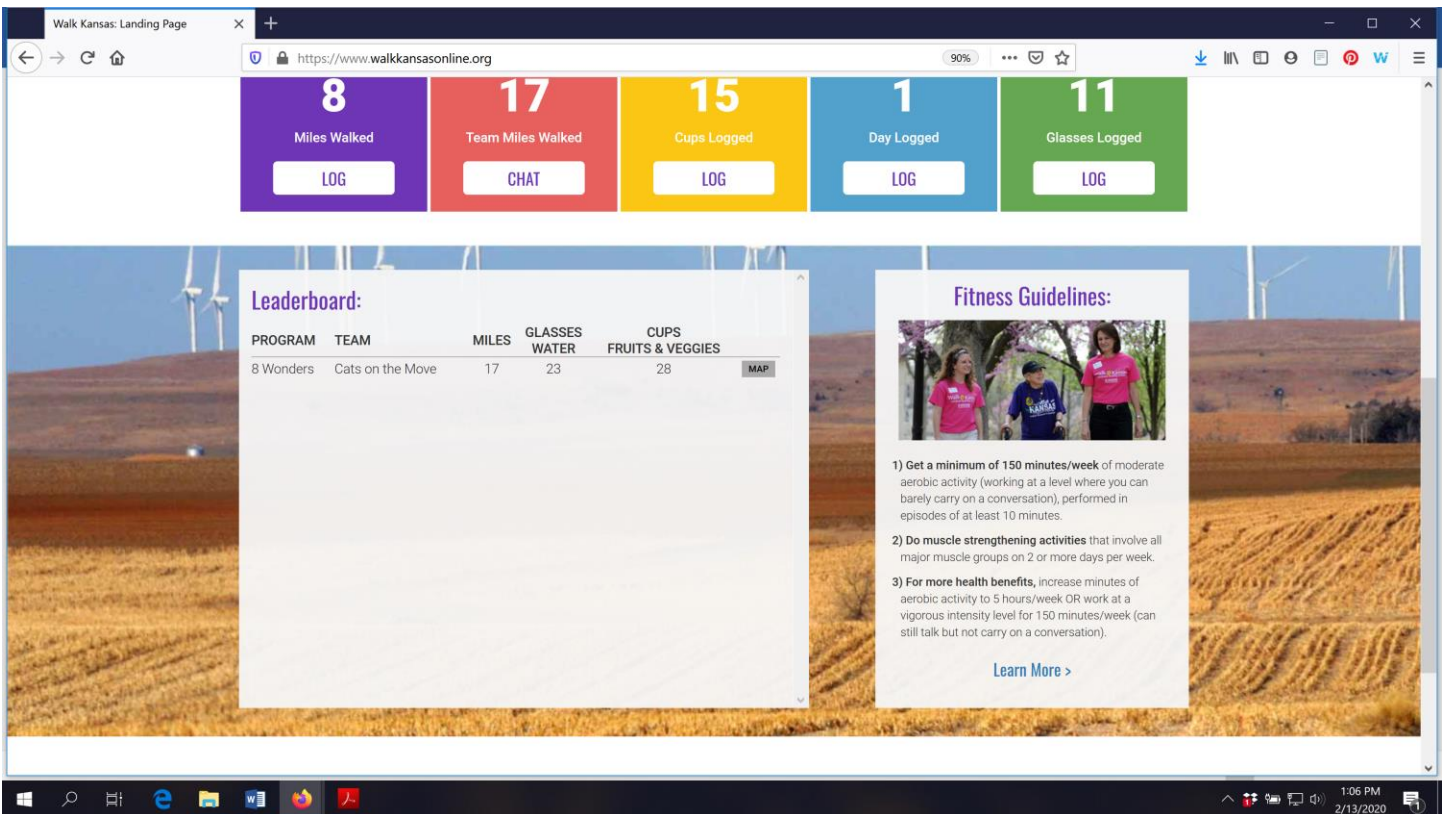 Walk Kansas: Landing Page
https://www.walkkansasonline.org
90%
8
Miles Walked
LOG
17
Team Miles Walked
CHAT
15
Cups Logged
LOG
1
Day Logged
LOG
11
Glasses Logged
LOG
Leaderboard:
PROGRAM TEAM MILES GLASSES WATER CUPS FRUITS & VEGGIES
8 Wonders Cats on the Move 17 23 28 MAP
Fitness Guidelines:
KANSAS
1) Get a minimum of 150 minutes/week of moderate
aerobic activity (working at a level where you can
barely carry on a conversation), performed in
episodes of at least 10 minutes.
2) Do muscle strengthening activities that involve all
major muscle groups on 2 or more days per week.
3) For more health benefits, increase minutes of
aerobic activity to 5 hours/week OR work at a
vigorous intensity level for 150 minutes/week (can
still talk but not carry on a conversation).
Learn More >
1:06 PM
2/13/2020